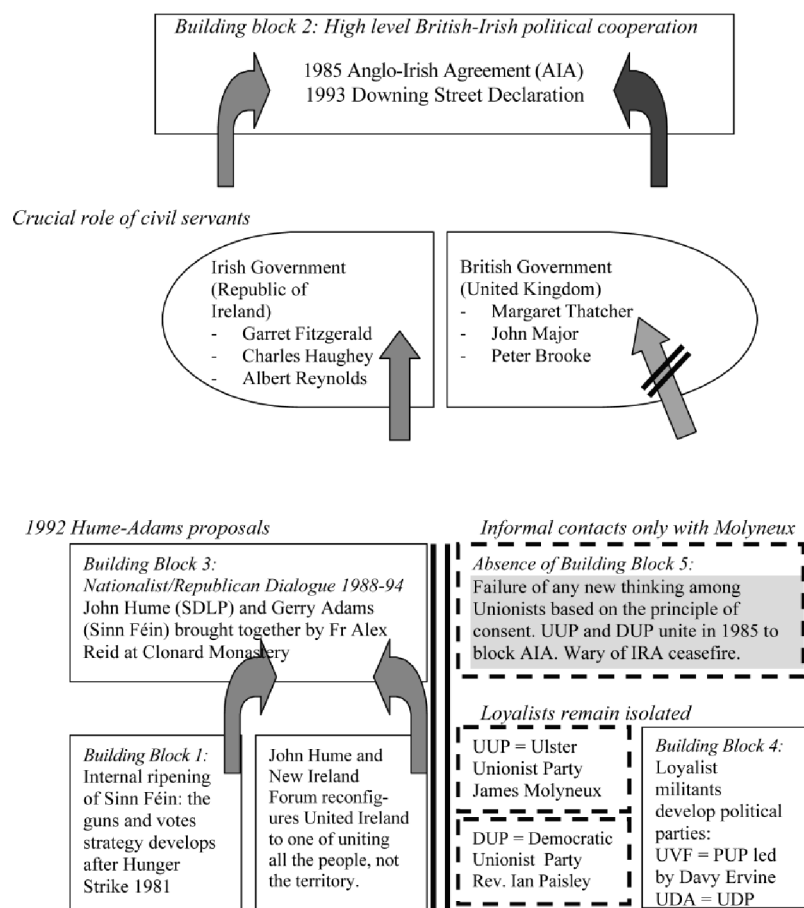 Building block 2: High level British-Irish political cooperation
1985 Anglo-Irish Agreement (AIA)
1993 Downing Street Declaration
Crucial role of civil servants
Irish Government
(Republic of
Ireland)
- Garret Fitzgerald
- Charles Haughey
- Albert Reynolds
British Government
(United Kingdom)
- Margaret Thatcher
- John Major
- Peter Brooke
1992 Hume-Adams proposals
Building Block 3:
Nationalist/Republican Dialogue 1988-94
John Hume (SDLP) and Gerry Adams
(Sinn Féin) brought together by Fr Alex
Reid at Clonard Monastery
Building Block 1:
Internal ripening
of Sinn Féin: the
guns and votes
strategy develops
after Hunger
Strike 1981
John Hume and
New Ireland
Forum reconfig-
ures United Ireland
to one of uniting
all the people, not
the territory.
Informal contacts only with Molyneux
Absence of Building Block 5:
Failure of any new thinking among
Unionists based on the principle of
consent. UUP and DUP unite in 1985 to
block AIA. Wary of IRA ceasefire.
Loyalists remain isolated
UUP = Ulster
Unionist Party
James Molyneux
DUP = Democratic
Unionist Party
Rev. Ian Paisley
Building Block 4:
Loyalist
militants
develop political
parties:
UVF = PUP led
by Davy Ervine
UDA = UDP